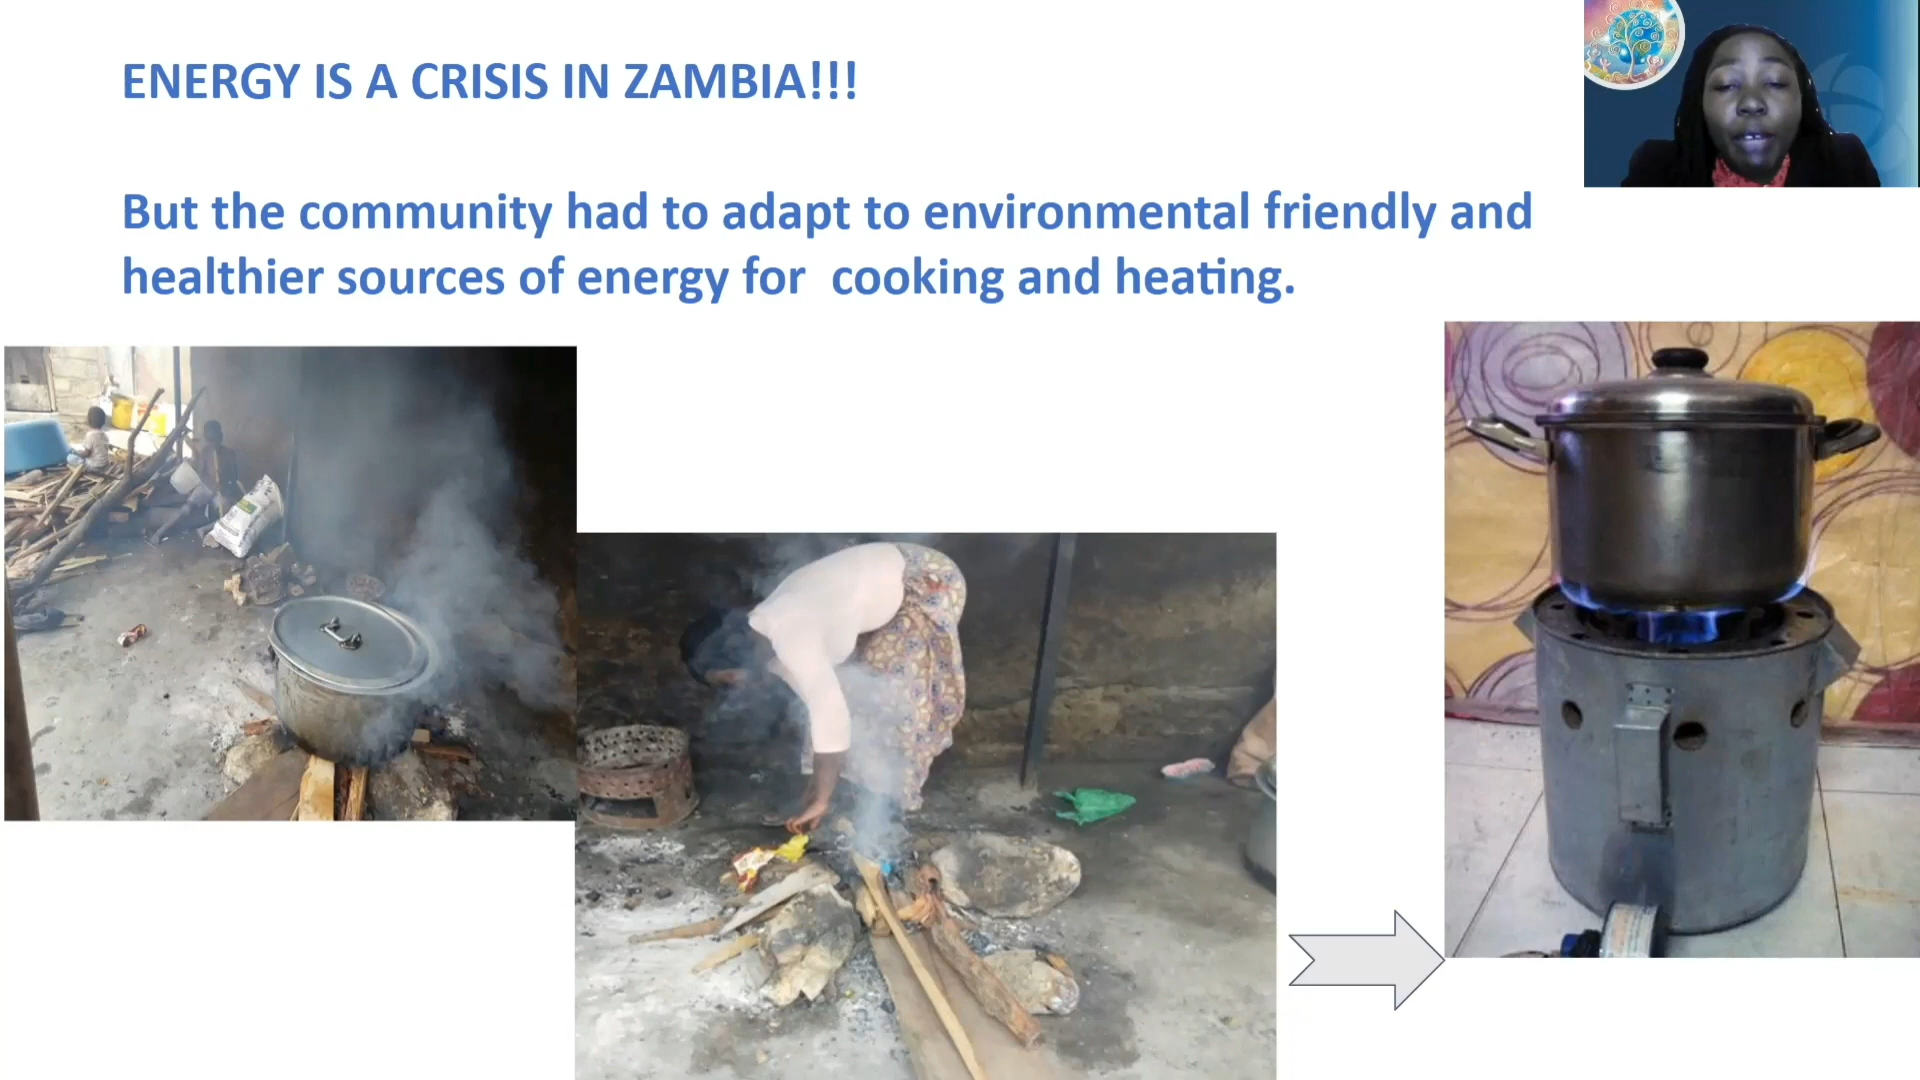 ENERGY IS A CRISIS IN ZAMBIA!!!
But the community had to adapt to environmental friendly and
healthier sources of energy for  cooking and heating.